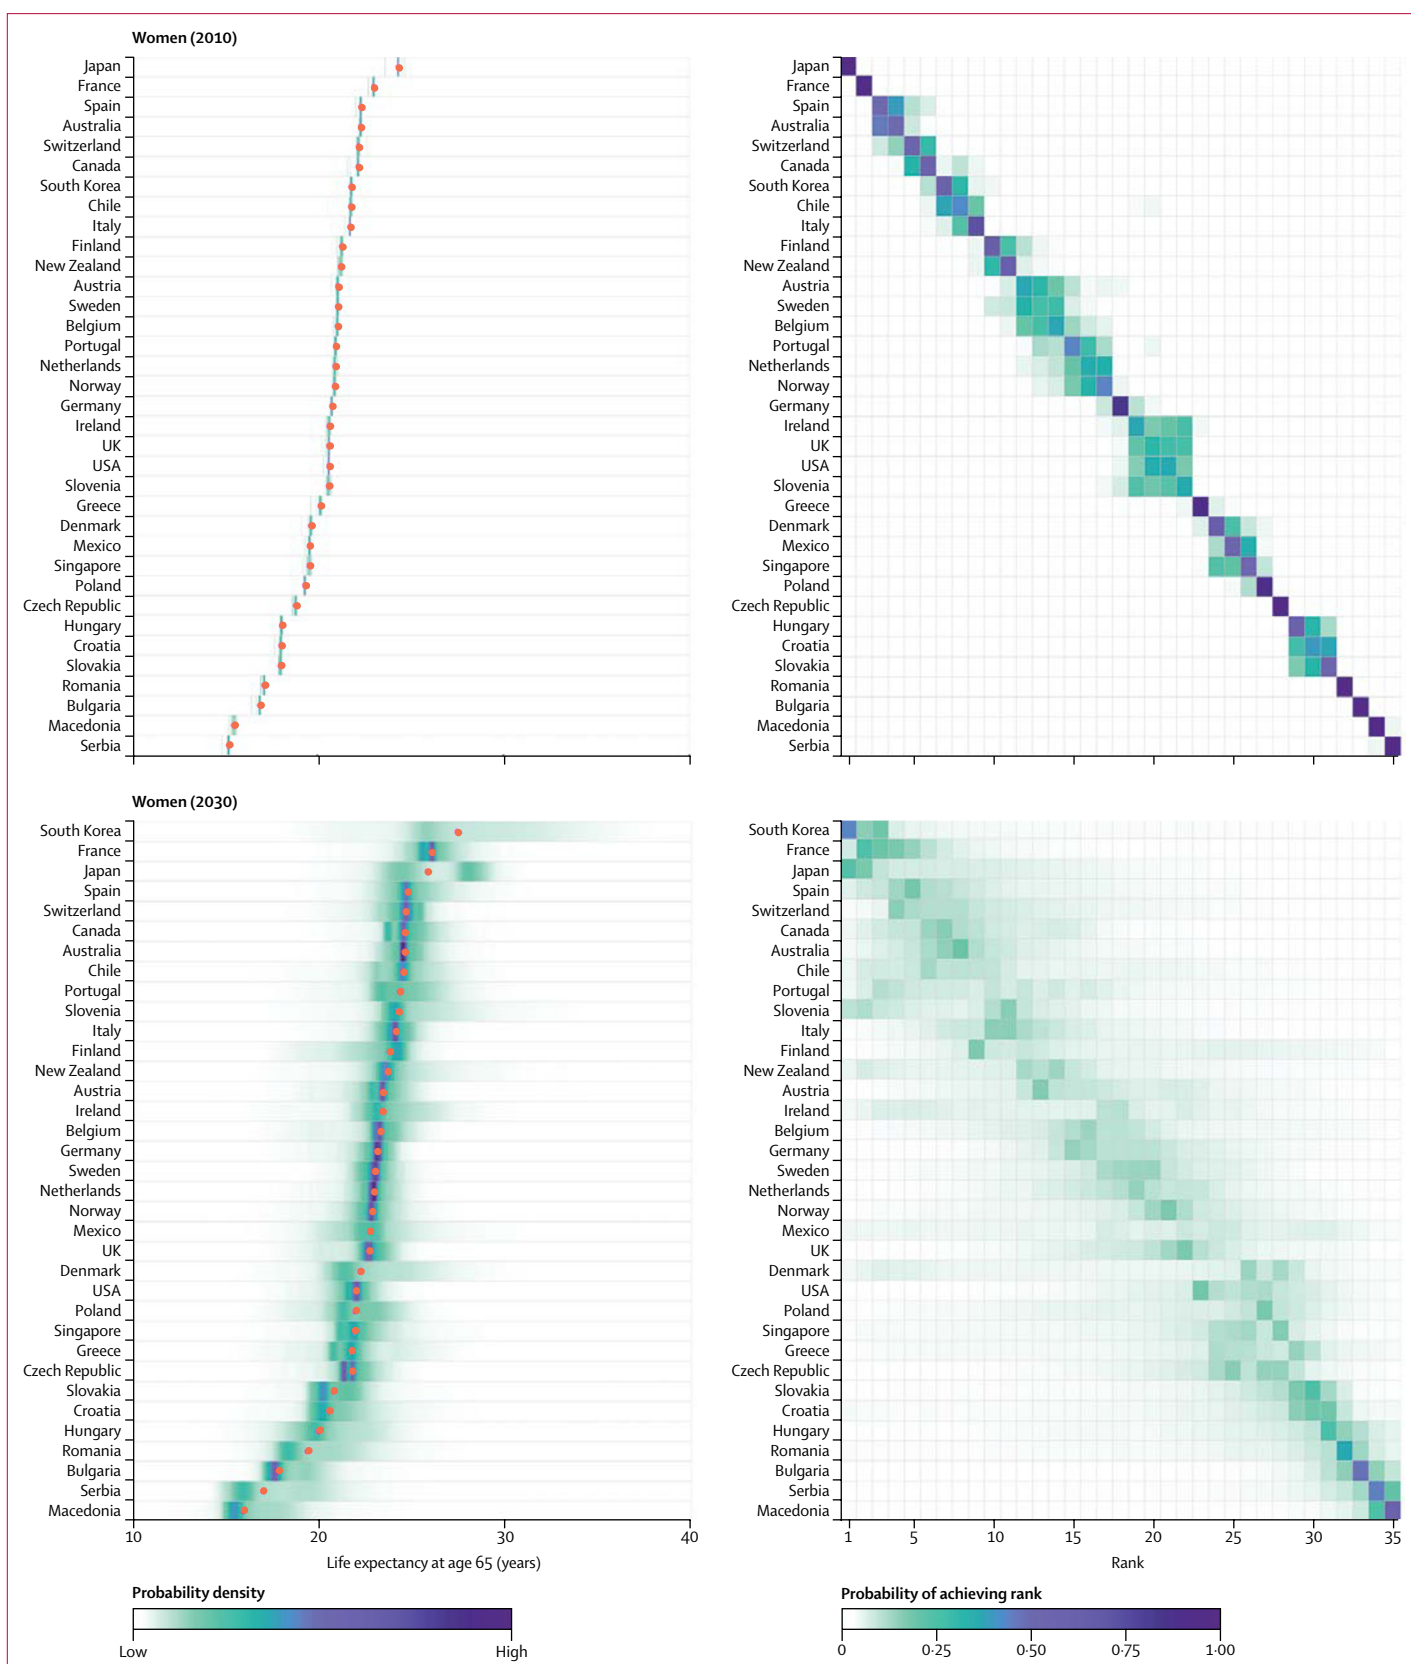 Women (2010)
Japan
France
Spain
Australia
Switzerland
Canada
South Korea
Chile
Italy
Finland
New Zealand
Austria
Sweden
Belgium
Portugal
Netherlands
Norway
Germany
Ireland
UK
USA
Slovenia
Greece
Denmark
Mexico
Singapore
Poland
Czech Republic
Hungary
Croatia
Slovakia
Romania
Bulgaria
Macedonia
Serbia
Japan
France
Spain
Australia
Switzerland
Canada
South Korea
Chile
Italy
Finland
New Zealand
Austria
Sweden
Belgium
Portugal
Netherlands
Norway
Germany
Ireland
UK
USA
Slovenia
Greece
Denmark
Mexico
Singapore
Poland
Czech Republic
Hungary
Croatia
Slovakia
Romania
Bulgaria
Macedonia
Serbia
Women (2030)
South Korea
France
Japan
Spain
Switzerland
Canada
Australia
Chile
Portugal
Slovenia
Italy
Finland
New Zealand
Austria
Ireland
Belgium
Germany
Sweden
Netherlands
Norway
Mexico
UK
Denmark
USA
Poland
Singapore
Greece
Czech Republic
Slovakia
Croatia
Hungary
Romania
Bulgaria
Serbia
Macedonia
10 20 30 40
Life expectancy at age 65 (years)
South Korea
France
Japan
Spain
Switzerland
Canada
Australia
Chile
Portugal
Slovenia
Italy
Finland
New Zealand
Austria
Ireland
Belgium
Germany
Sweden
Netherlands
Norway
Mexico
UK
Denmark
USA
Poland
Singapore
Greece
Czech Republic
Slovakia
Croatia
Hungary
Romania
Bulgaria
Serbia
Macedonia
1 5 10 15 20 25 30 35
Rank
Probability density
Low High
Probability of achieving rank
0 0·25 0·50 0·75 1·00